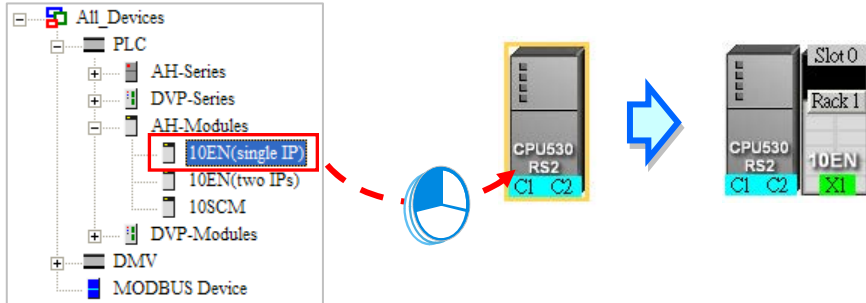 All_Devices
PLC
AH-Series
DVP-Series
AH-Modules
10EN(single IP)
10EN(two IPs)
10SCM
DVP-Modules
DMV
MODBUS Device
CPU530
RS2
C1 C2
CPU530
RS2
C1 C2
Slot 0
Rack 1
10EN
X1